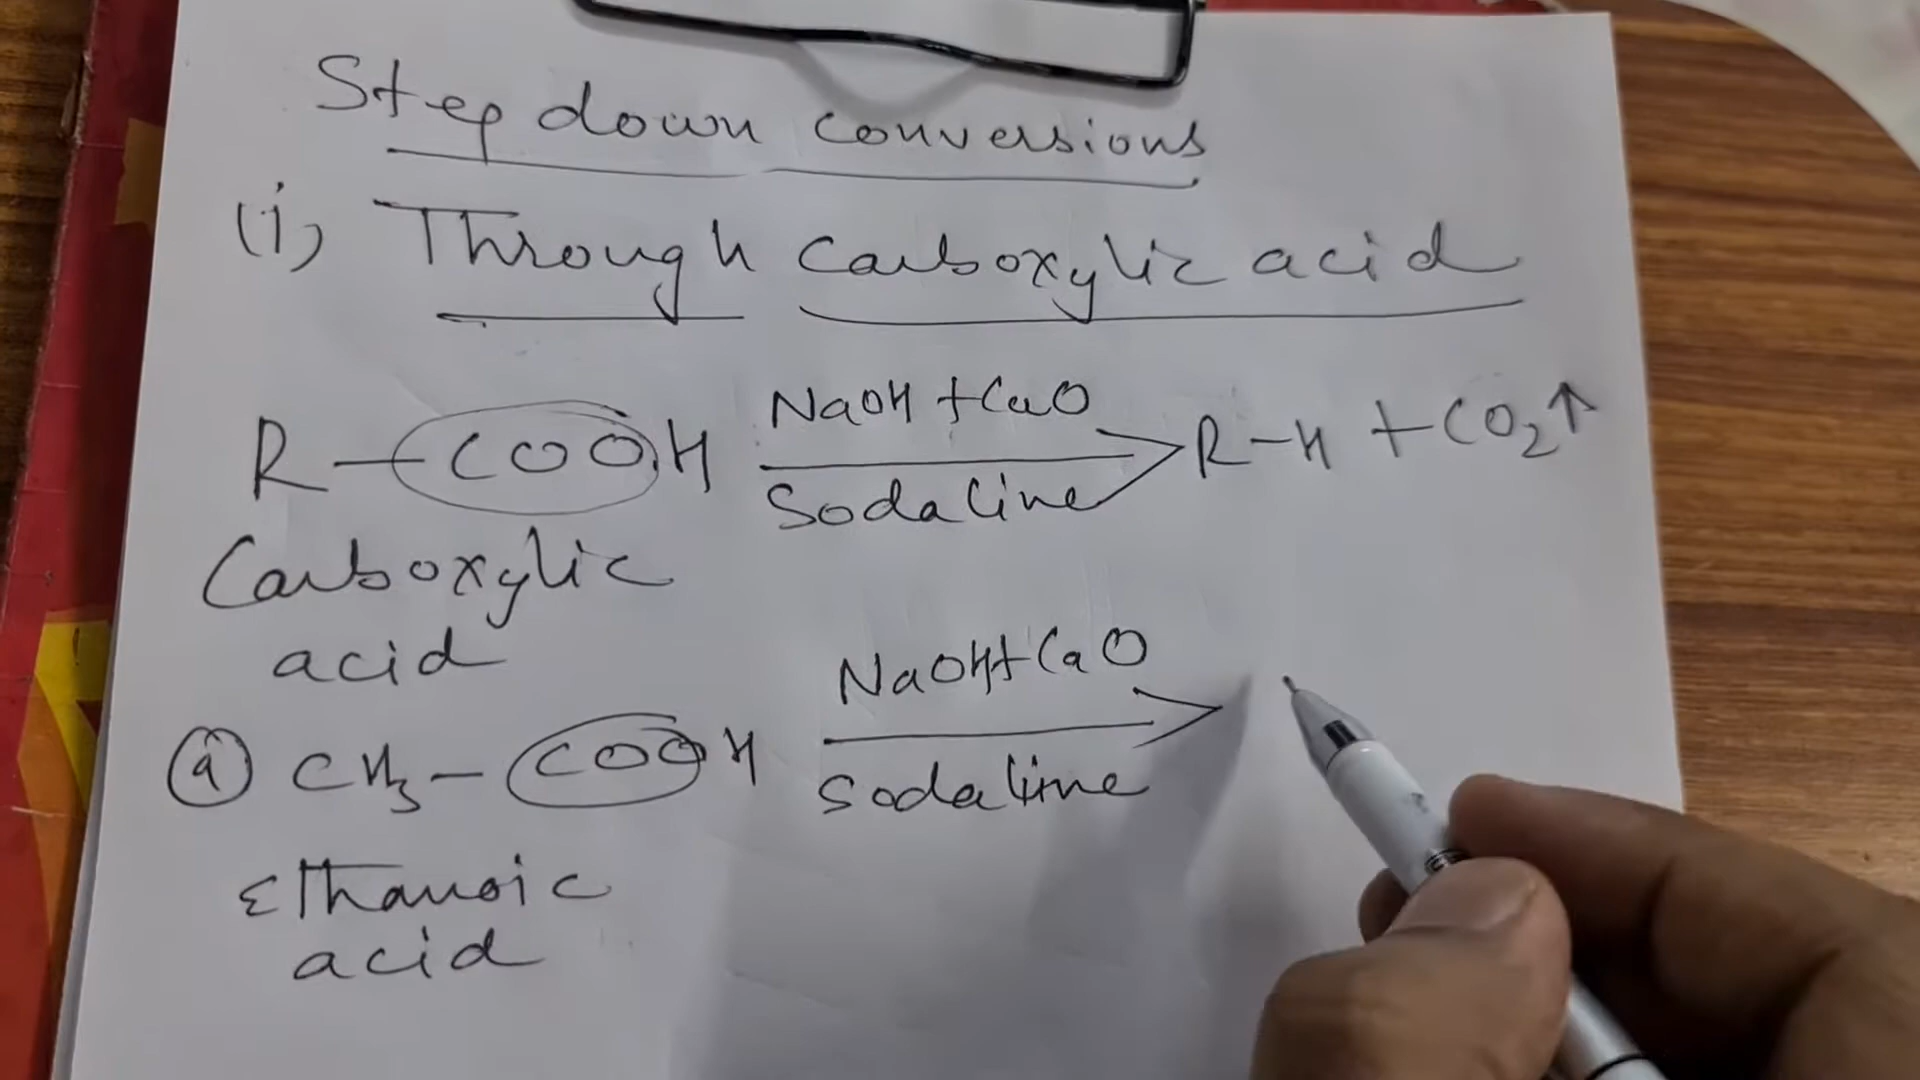 Step down conversions
(i) Through Carboxylic acid
NaOH + CaO
R-COOH → R-H + CO₂↑
Sodalime
Carboxylic
acid
NaOH + CaO
(a) CH₃-COOH →
Sodalime
Ethanoic
acid